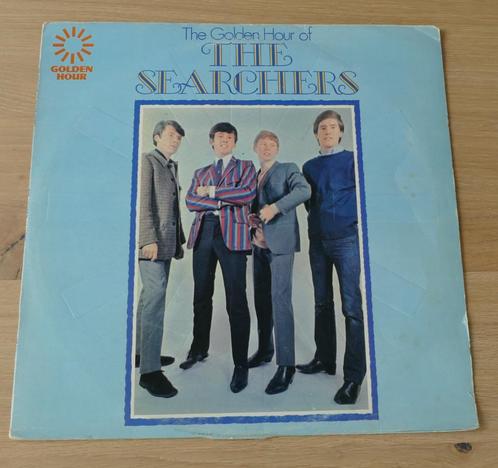 The Golden Hour of
THE
SEARCHERS
GOLDEN
HOUR